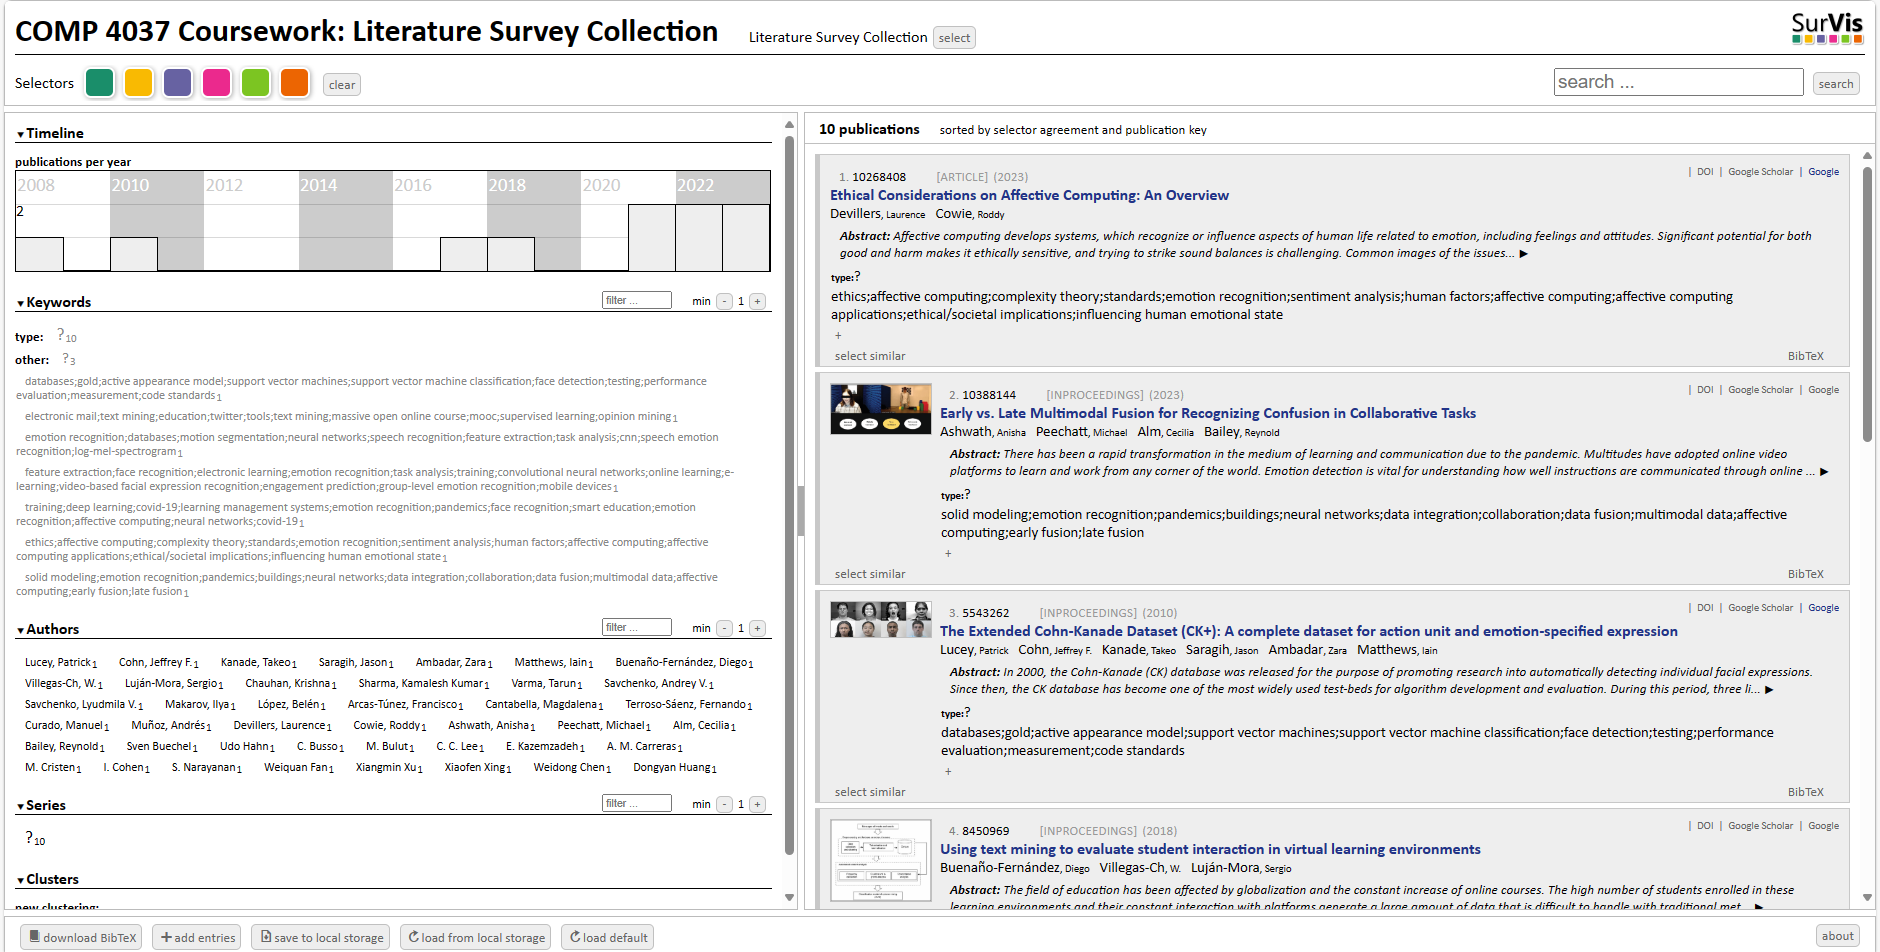 COMP 4037 Coursework: Literature Survey Collection
Literature Survey Collection select
SurVis
Selectors clear
search ... search
▾Timeline
publications per year
2008 2010 2012 2014 2016 2018 2020 2022
2
▾Keywords filter ... min - 1 +
type: ?10
other: ?3
databases;gold;active appearance model;support vector machines;support vector machine classification;face detection;testing;performance
evaluation;measurement;code standards1
electronic mail;text mining;education;twitter;tools;text mining;massive open online course;mooc;supervised learning;opinion mining1
emotion recognition;databases;motion segmentation;neural networks;speech recognition;feature extraction;task analysis;cnn;speech emotion
recognition;log-mel-spectrogram1
feature extraction;face recognition;electronic learning;emotion recognition;task analysis;training;convolutional neural networks;online learning;e-
learning;video-based facial expression recognition;engagement prediction;group-level emotion recognition;mobile devices1
training;deep learning;covid-19;learning management systems;emotion recognition;pandemics;face recognition;smart education;emotion
recognition;affective computing;neural networks;covid-191
ethics;affective computing;complexity theory;standards;emotion recognition;sentiment analysis;human factors;affective computing;affective
computing applications;ethical/societal implications;influencing human emotional state1
solid modeling;emotion recognition;pandemics;buildings;neural networks;data integration;collaboration;data fusion;multimodal data;affective
computing;early fusion;late fusion1
▾Authors filter ... min - 1 +
Lucey, Patrick1 Cohn, Jeffrey F.1 Kanade, Takeo1 Saragih, Jason1 Ambadar, Zara1 Matthews, Iain1 Buenaño-Fernández, Diego1
Villegas-Ch, W.1 Luján-Mora, Sergio1 Chauhan, Krishna1 Sharma, Kamalesh Kumar1 Varma, Tarun1 Savchenko, Andrey V.1
Savchenko, Lyudmila V.1 Makarov, Ilya1 López, Belén1 Arcas-Túnez, Francisco1 Cantabella, Magdalena1 Terroso-Sáenz, Fernando1
Curado, Manuel1 Muñoz, Andrés1 Devillers, Laurence1 Cowie, Roddy1 Ashwath, Anisha1 Peechatt, Michael1 Alm, Cecilia1
Bailey, Reynold1 Sven Buechel1 Udo Hahn1 C. Busso1 M. Bulut1 C. C. Lee1 E. Kazemzadeh1 A. M. Carreras1
M. Cristen1 I. Cohen1 S. Narayanan1 Weiquan Fan1 Xiangmin Xu1 Xiaofen Xing1 Weidong Chen1 Dongyan Huang1
▾Series filter ... min - 1 +
?10
▾Clusters
new clustering:
10 publications sorted by selector agreement and publication key
1. 10268408 [ARTICLE] (2023) | DOI | Google Scholar | Google
Ethical Considerations on Affective Computing: An Overview
Devillers, Laurence Cowie, Roddy
Abstract: Affective computing develops systems, which recognize or influence aspects of human life related to emotion, including feelings and attitudes. Significant potential for both
good and harm makes it ethically sensitive, and trying to strike sound balances is challenging. Common images of the issues... ▶
type:?
ethics;affective computing;complexity theory;standards;emotion recognition;sentiment analysis;human factors;affective computing;affective computing
applications;ethical/societal implications;influencing human emotional state
+
select similar BibTeX
2. 10388144 [INPROCEEDINGS] (2023) | DOI | Google Scholar | Google
Early vs. Late Multimodal Fusion for Recognizing Confusion in Collaborative Tasks
Ashwath, Anisha Peechatt, Michael Alm, Cecilia Bailey, Reynold
Abstract: There has been a rapid transformation in the medium of learning and communication due to the pandemic. Multitudes have adopted online video
platforms to learn and work from any corner of the world. Emotion detection is vital for understanding how well instructions are communicated through online ... ▶
type:?
solid modeling;emotion recognition;pandemics;buildings;neural networks;data integration;collaboration;data fusion;multimodal data;affective
computing;early fusion;late fusion
+
select similar BibTeX
3. 5543262 [INPROCEEDINGS] (2010) | DOI | Google Scholar | Google
The Extended Cohn-Kanade Dataset (CK+): A complete dataset for action unit and emotion-specified expression
Lucey, Patrick Cohn, Jeffrey F. Kanade, Takeo Saragih, Jason Ambadar, Zara Matthews, Iain
Abstract: In 2000, the Cohn-Kanade (CK) database was released for the purpose of promoting research into automatically detecting individual facial expressions.
Since then, the CK database has become one of the most widely used test-beds for algorithm development and evaluation. During this period, three li... ▶
type:?
databases;gold;active appearance model;support vector machines;support vector machine classification;face detection;testing;performance
evaluation;measurement;code standards
+
select similar BibTeX
4. 8450969 [INPROCEEDINGS] (2018) | DOI | Google Scholar | Google
Using text mining to evaluate student interaction in virtual learning environments
Buenaño-Fernández, Diego Villegas-Ch, W. Luján-Mora, Sergio
Abstract: The field of education has been affected by globalization and the constant increase of online courses. The high number of students enrolled in these
learning environments and their constant interaction with platforms generate a large amount of data that is difficult to handle with traditional met... ▶
download BibTeX +add entries save to local storage load from local storage load default about